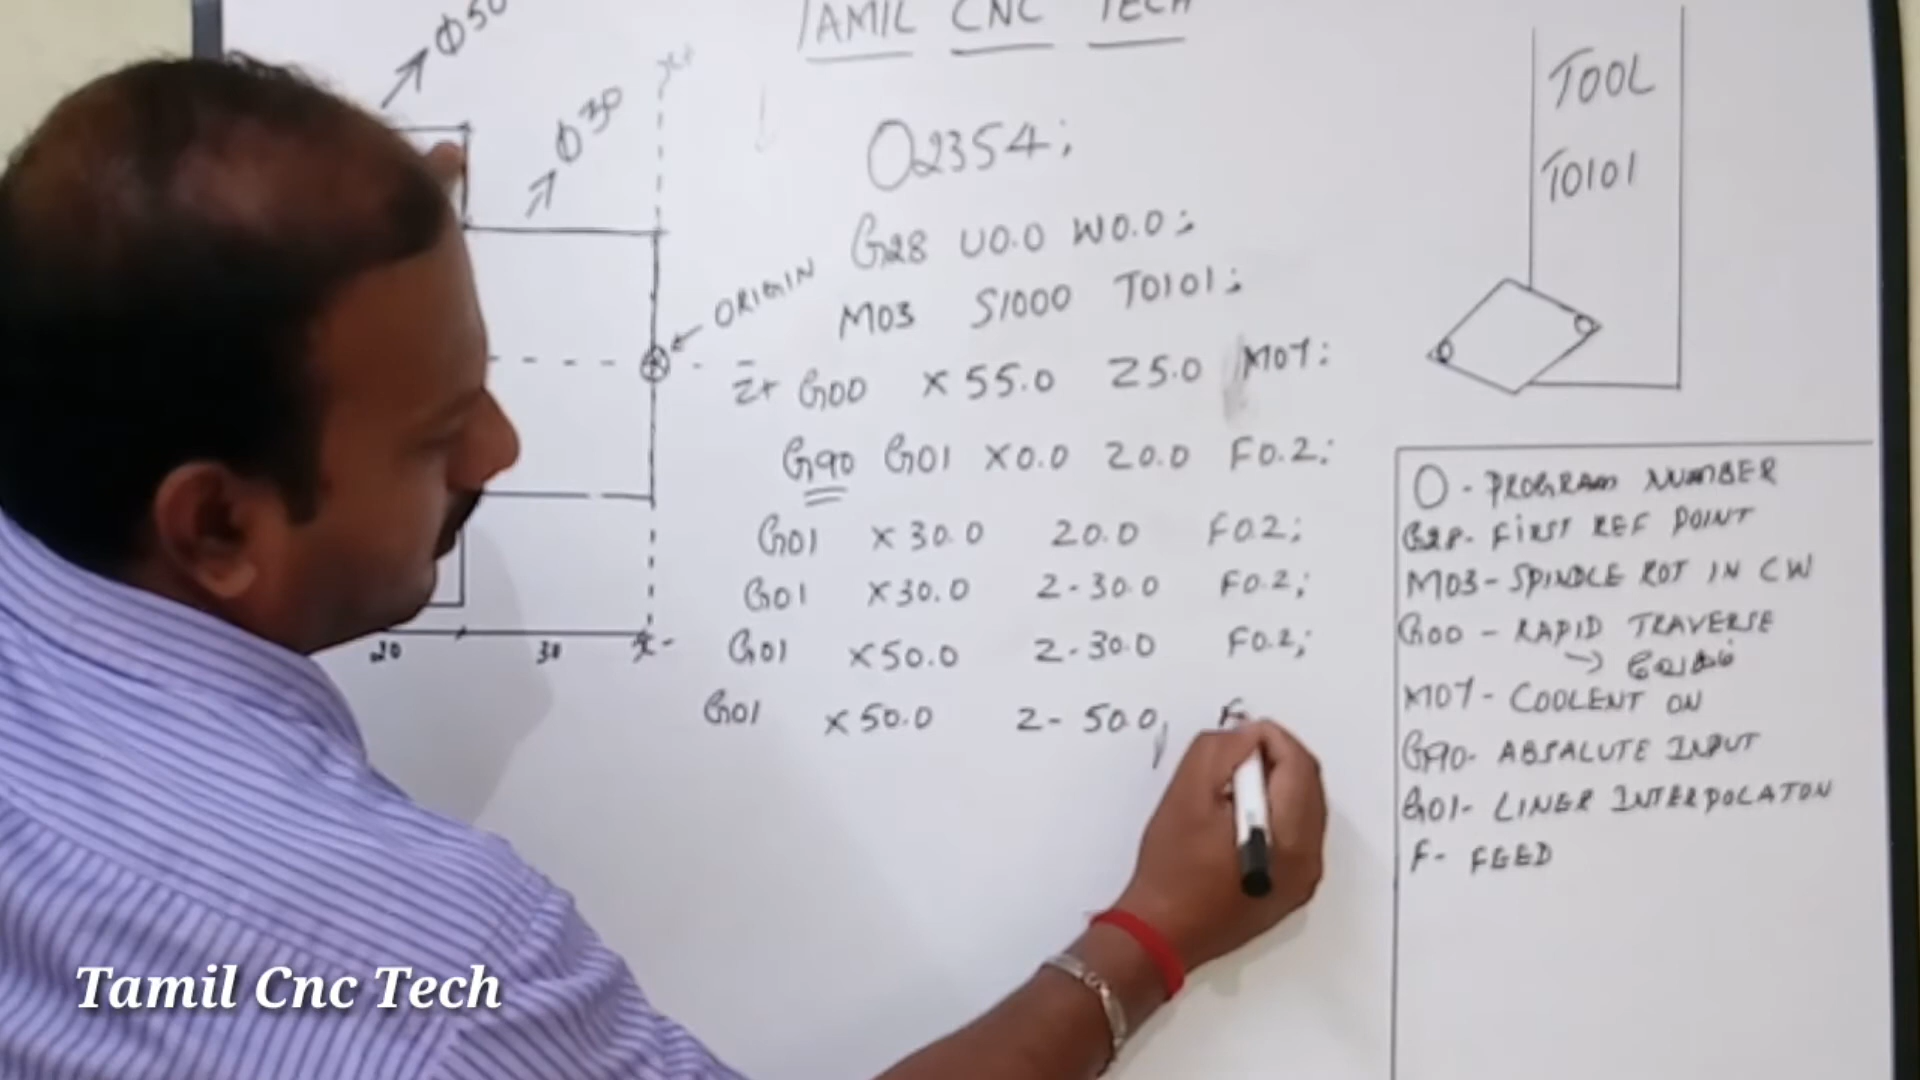 TAMIL CNC TECH
Φ50
Φ30
x+
ORIGIN
z+
20
30
x-
O2354;
G28 U0.0 W0.0;
M03 S1000 T0101;
G00 X55.0 Z5.0 M07;
G90 G01 X0.0 Z0.0 F0.2;
G01 X30.0 Z0.0 F0.2;
G01 X30.0 Z-30.0 F0.2;
G01 X50.0 Z-30.0 F0.2;
G01 X50.0 Z-50.0, F
TOOL
T0101
O - PROGRAM NUMBER
G28- FIRST REF POINT
M03 - SPINDLE ROT IN CW
G00 - RAPID TRAVERSE
→ வேகம்
M07 - COOLENT ON
G90- ABSALUTE INPUT
G01- LINER INTERPOLATON
F- FEED
Tamil Cnc Tech